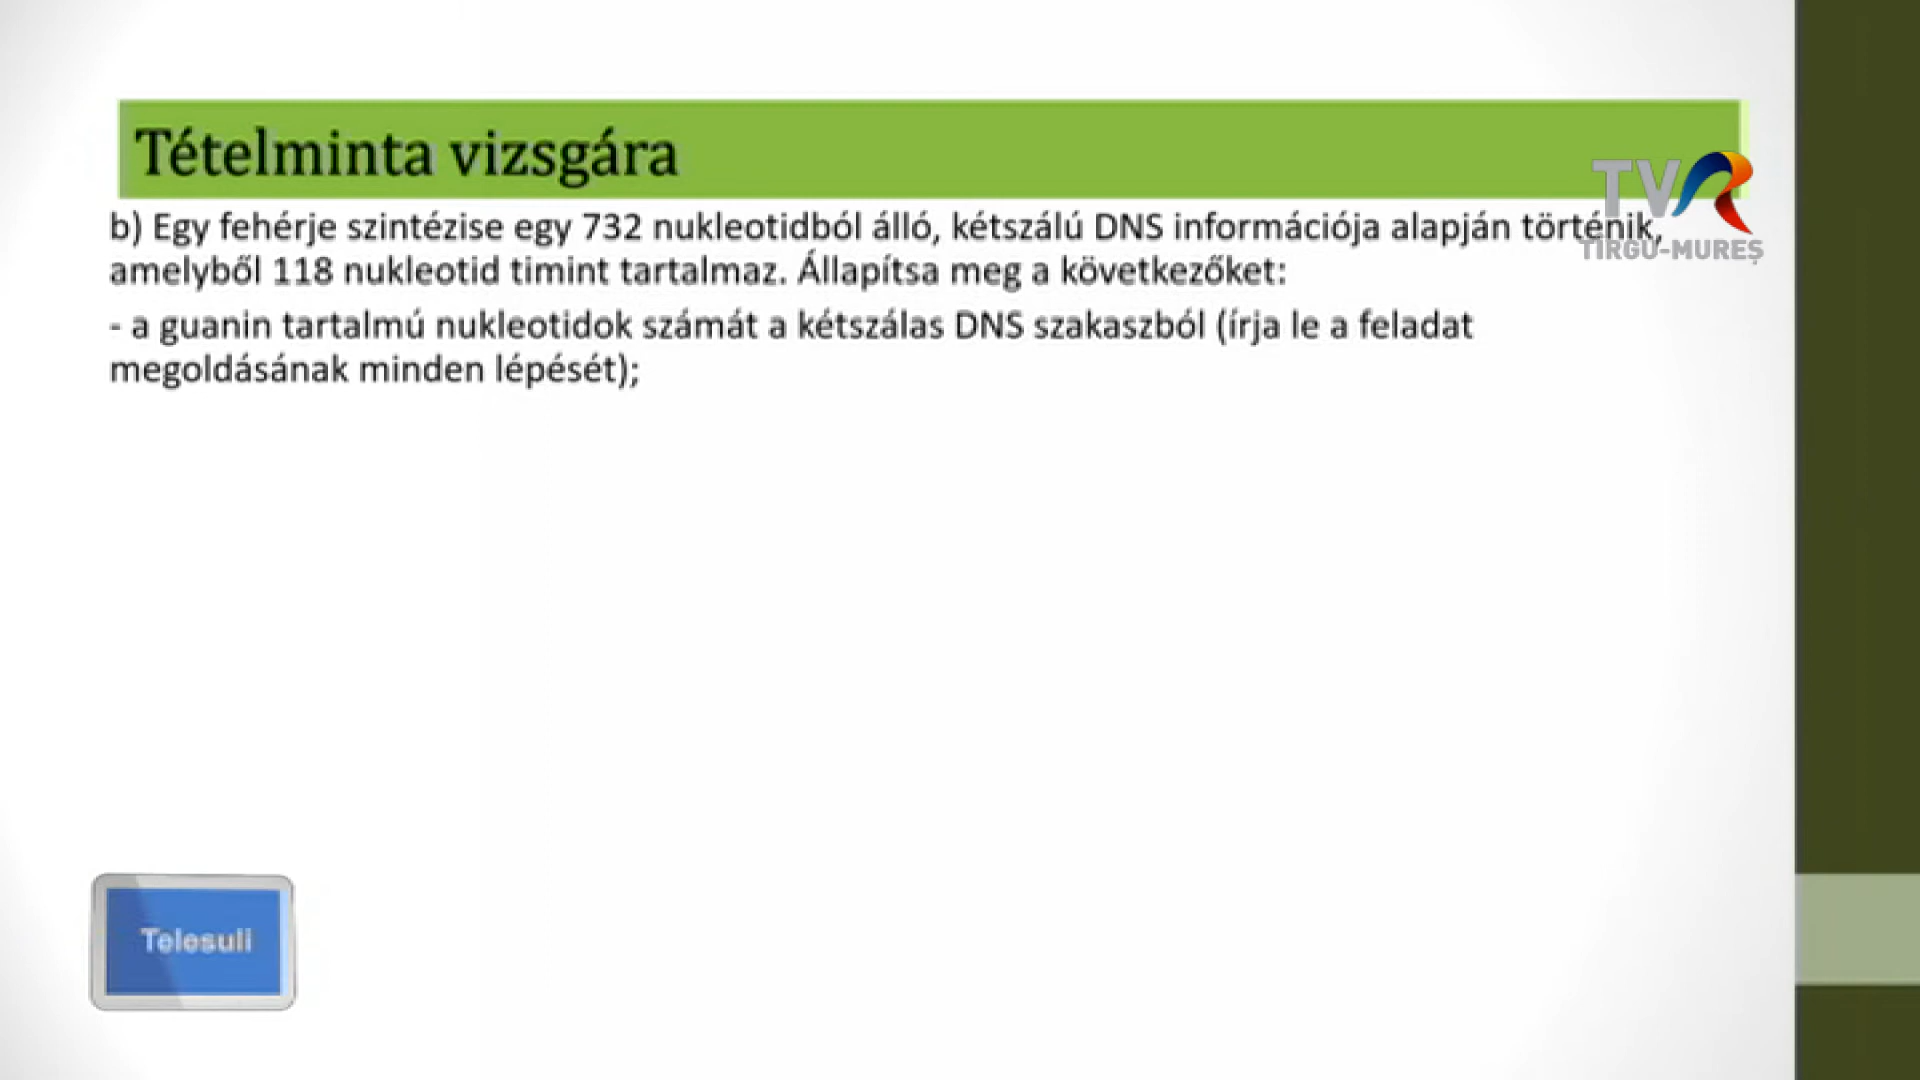 Tételminta vizsgára
TVR
TÎRGU-MUREȘ
b) Egy fehérje szintézise egy 732 nukleotidból álló, kétszálú DNS információja alapján történik,
amelyből 118 nukleotid timint tartalmaz. Állapítsa meg a következőket:
- a guanin tartalmú nukleotidok számát a kétszálas DNS szakaszból (írja le a feladat
megoldásának minden lépését);
Telesuli